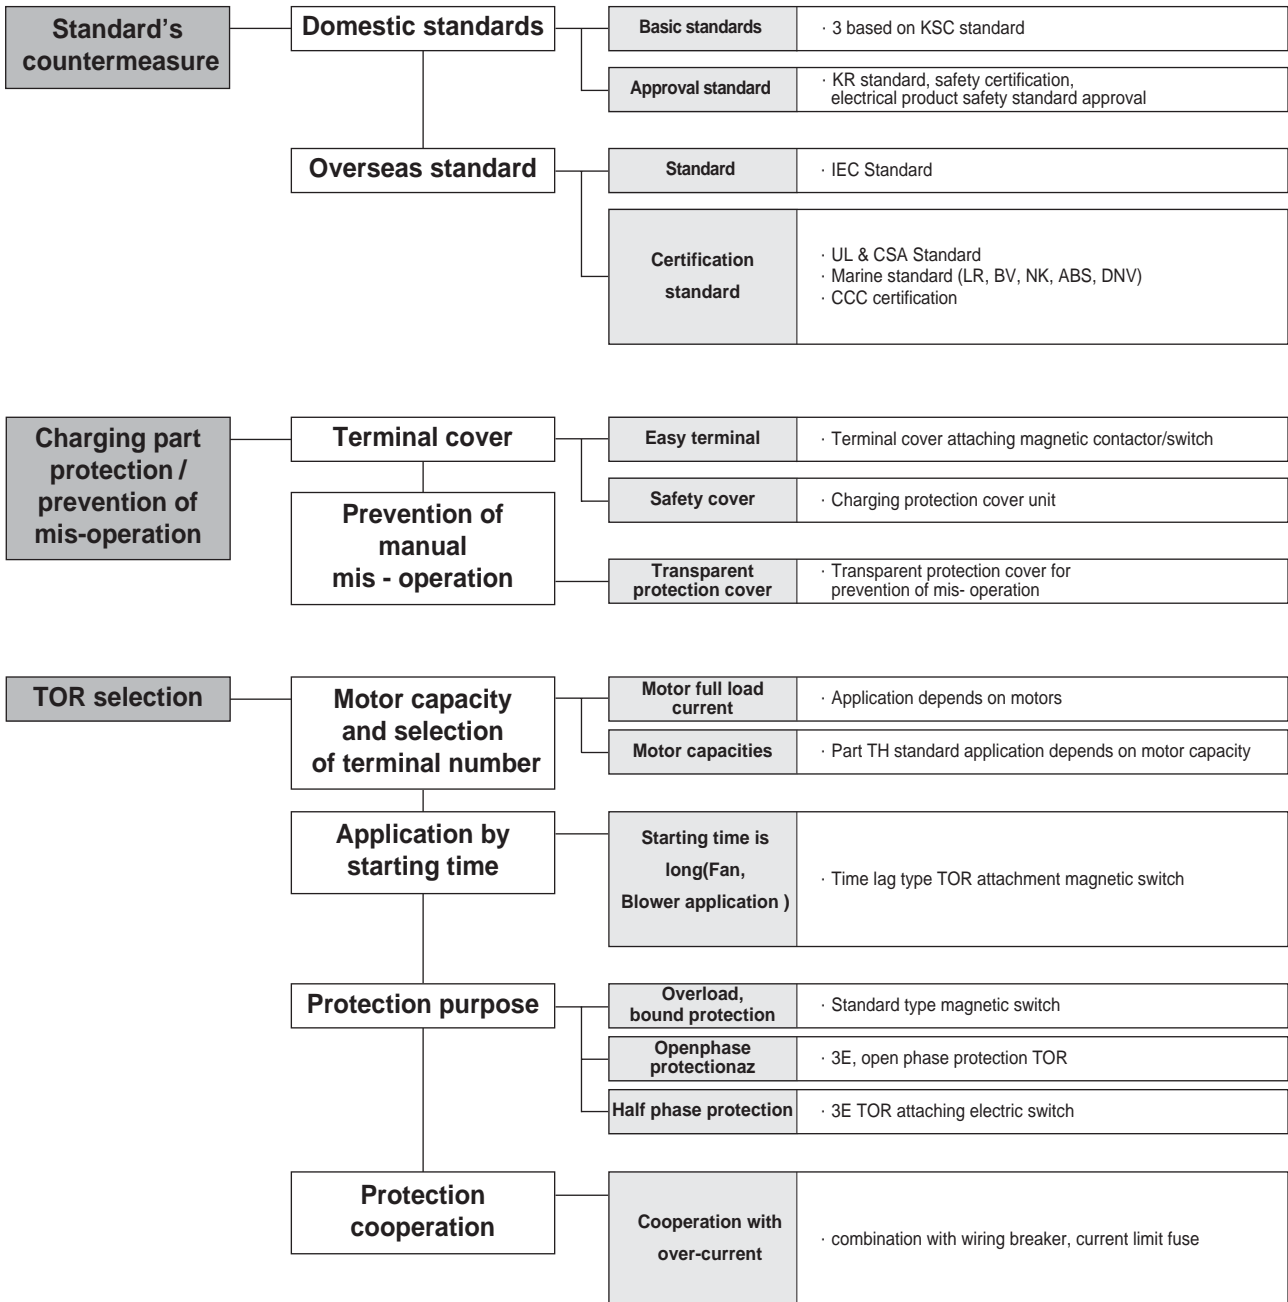 Standard's
countermeasure
Domestic standards
Basic standards
· 3 based on KSC standard
Approval standard
· KR standard, safety certification,
electrical product safety standard approval
Overseas standard
Standard
· IEC Standard
Certification
standard
· UL & CSA Standard
· Marine standard (LR, BV, NK, ABS, DNV)
· CCC certification
Charging part
protection /
prevention of
mis-operation
Terminal cover
Easy terminal
· Terminal cover attaching magnetic contactor/switch
Safety cover
· Charging protection cover unit
Prevention of
manual
mis - operation
Transparent
protection cover
· Transparent protection cover for
prevention of mis- operation
TOR selection
Motor capacity
and selection
of terminal number
Motor full load
current
· Application depends on motors
Motor capacities
· Part TH standard application depends on motor capacity
Application by
starting time
Starting time is
long(Fan,
Blower application )
· Time lag type TOR attachment magnetic switch
Protection purpose
Overload,
bound protection
· Standard type magnetic switch
Openphase
protectionaz
· 3E, open phase protection TOR
Half phase protection
· 3E TOR attaching electric switch
Protection
cooperation
Cooperation with
over-current
· combination with wiring breaker, current limit fuse